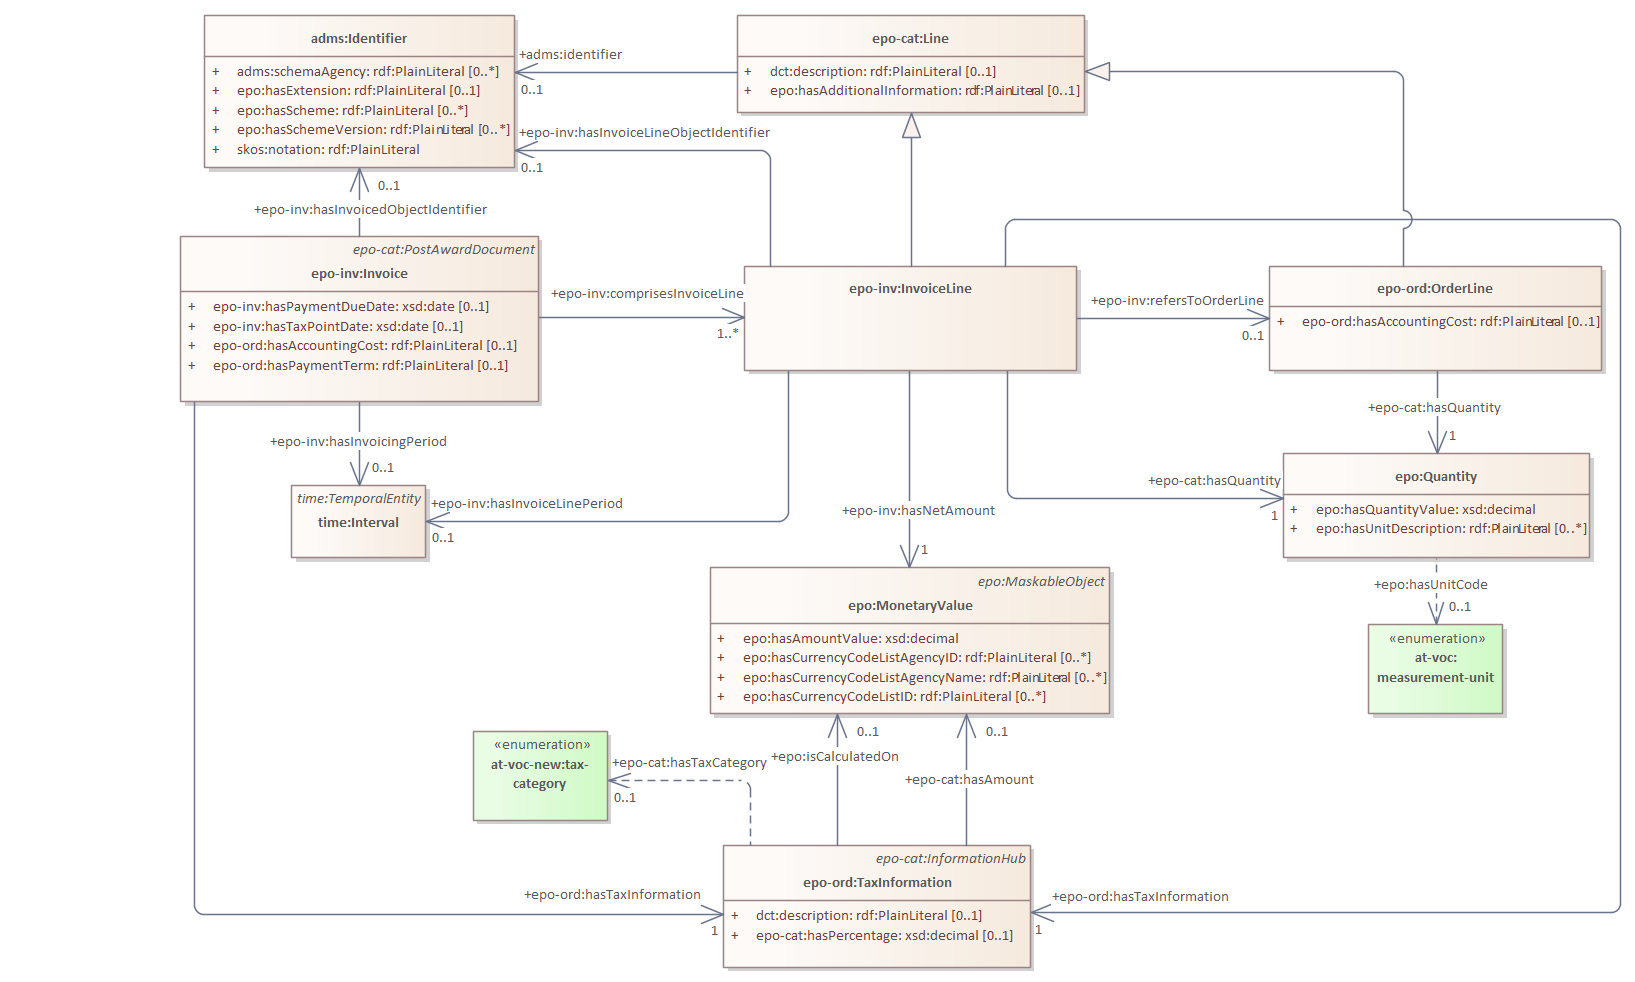 adms:Identifier
+ adms:schemaAgency: rdf:PlainLiteral [0..*]
+ epo:hasExtension: rdf:PlainLiteral [0..1]
+ epo:hasScheme: rdf:PlainLiteral [0..*]
+ epo:hasSchemeVersion: rdf:PlainLiteral [0..*]
+ skos:notation: rdf:PlainLiteral
+adms:identifier
0..1
epo-cat:Line
+ dct:description: rdf:PlainLiteral [0..1]
+ epo:hasAdditionalInformation: rdf:PlainLiteral [0..1]
+epo-inv:hasInvoiceLineObjectIdentifier
0..1
0..1
+epo-inv:hasInvoicedObjectIdentifier
epo-cat:PostAwardDocument
epo-inv:Invoice
+ epo-inv:hasPaymentDueDate: xsd:date [0..1]
+ epo-inv:hasTaxPointDate: xsd:date [0..1]
+ epo-ord:hasAccountingCost: rdf:PlainLiteral [0..1]
+ epo-ord:hasPaymentTerm: rdf:PlainLiteral [0..1]
+epo-inv:comprisesInvoiceLine
1..*
epo-inv:InvoiceLine
+epo-inv:refersToOrderLine
0..1
epo-ord:OrderLine
+ epo-ord:hasAccountingCost: rdf:PlainLiteral [0..1]
+epo-cat:hasQuantity
1
+epo-inv:hasInvoicingPeriod
0..1
time:TemporalEntity
time:Interval
+epo-inv:hasInvoiceLinePeriod
0..1
+epo-inv:hasNetAmount
1
+epo-cat:hasQuantity
1
epo:Quantity
+ epo:hasQuantityValue: xsd:decimal
+ epo:hasUnitDescription: rdf:PlainLiteral [0..*]
+epo:hasUnitCode
0..1
«enumeration»
at-voc:
measurement-unit
epo:MaskableObject
epo:MonetaryValue
+ epo:hasAmountValue: xsd:decimal
+ epo:hasCurrencyCodeListAgencyID: rdf:PlainLiteral [0..*]
+ epo:hasCurrencyCodeListAgencyName: rdf:PlainLiteral [0..*]
+ epo:hasCurrencyCodeListID: rdf:PlainLiteral [0..*]
«enumeration»
at-voc-new:tax-
category
+epo-cat:hasTaxCategory
0..1
0..1
+epo:isCalculatedOn
0..1
+epo-cat:hasAmount
epo-cat:InformationHub
epo-ord:TaxInformation
+ dct:description: rdf:PlainLiteral [0..1]
+ epo-cat:hasPercentage: xsd:decimal [0..1]
+epo-ord:hasTaxInformation
1
+epo-ord:hasTaxInformation
1